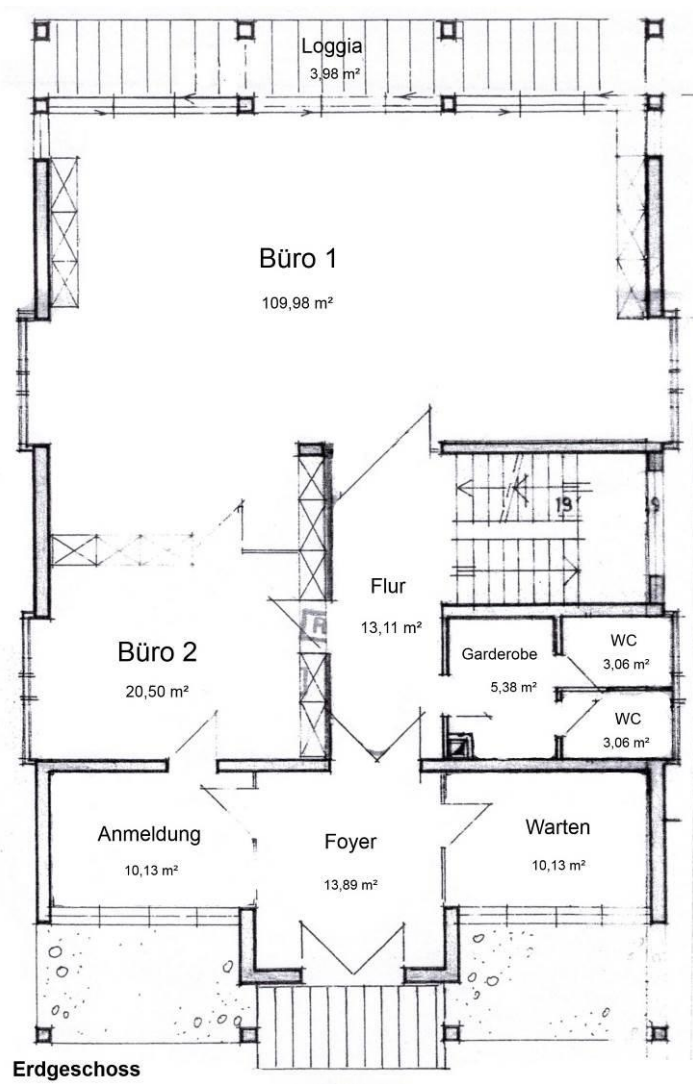 Loggia
3,98 m²
Büro 1
109,98 m²
19
Flur
13,11 m²
Büro 2
20,50 m²
Garderobe
5,38 m²
WC
3,06 m²
WC
3,06 m²
Anmeldung
10,13 m²
Foyer
13,89 m²
Warten
10,13 m²
Erdgeschoss